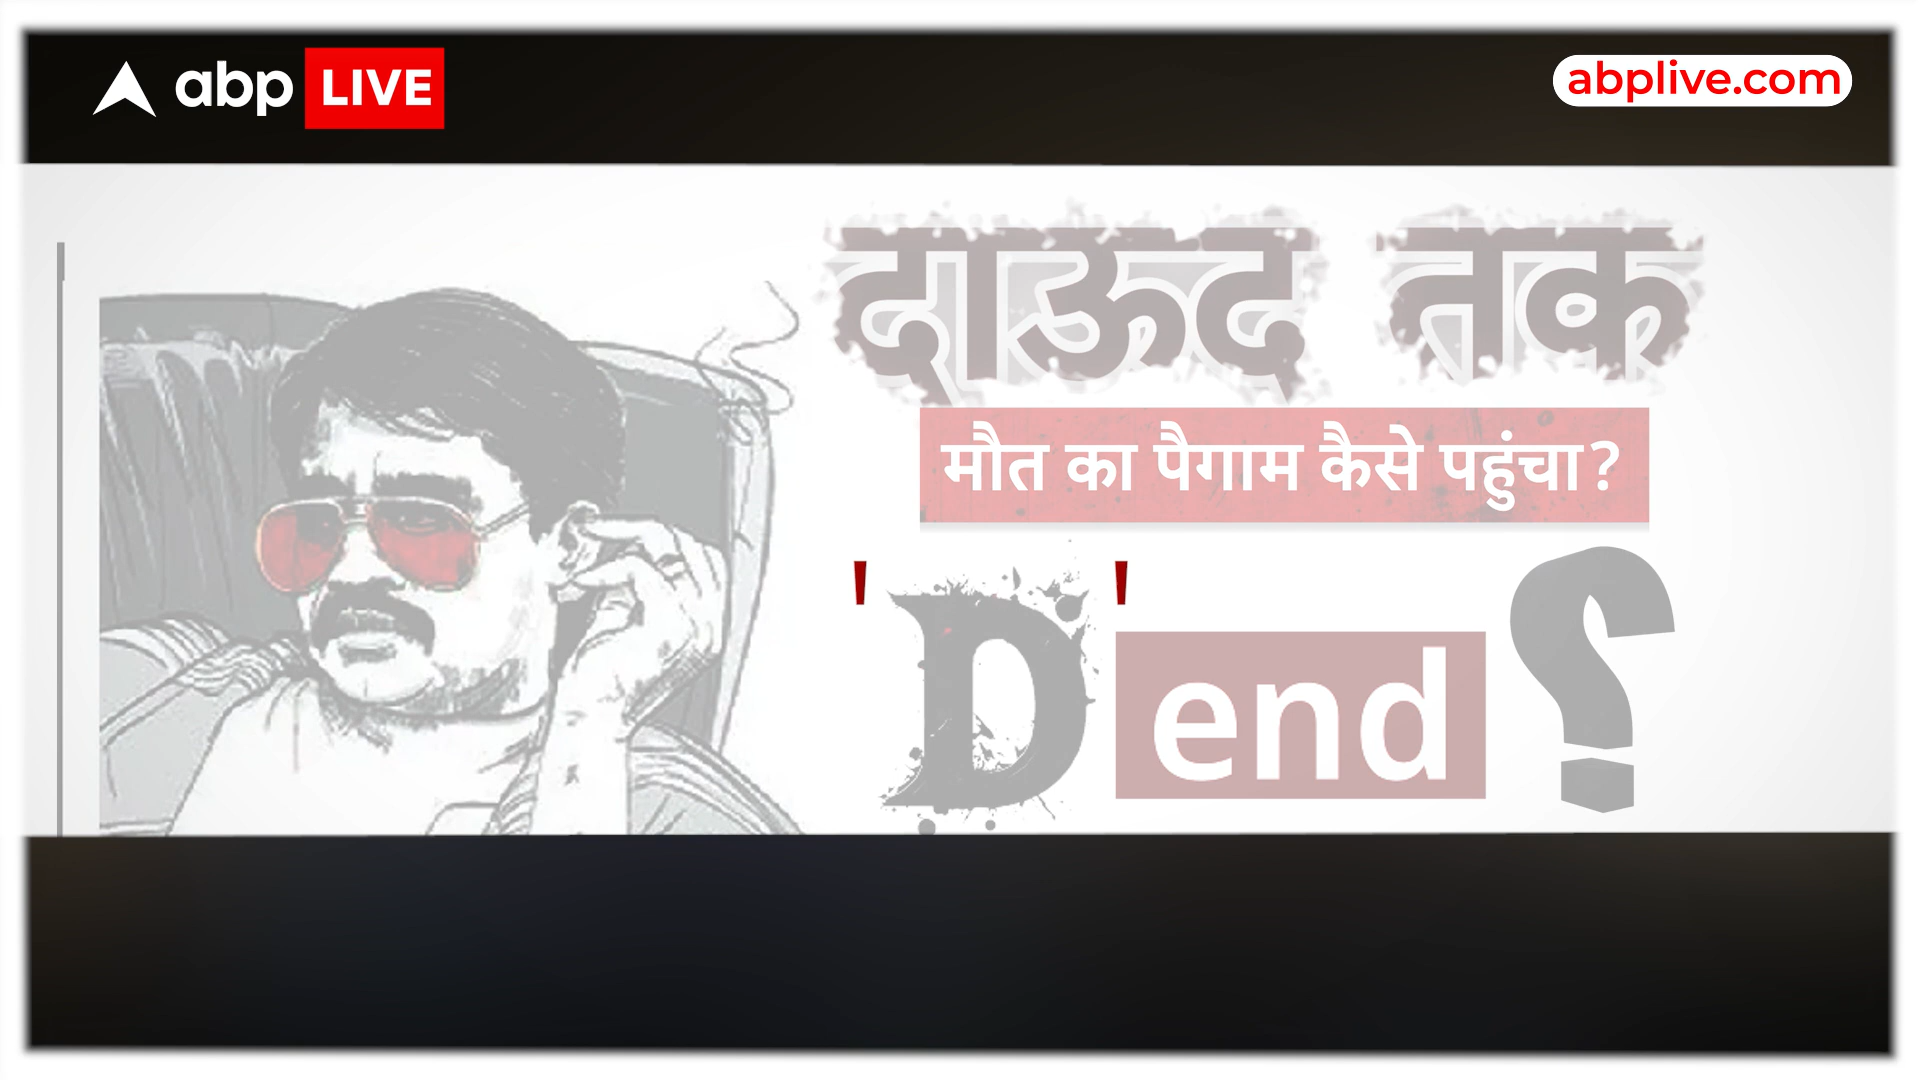 abp LIVE
abplive.com
दाऊद तक
मौत का पैगाम कैसे पहुंचा?
'D' end ?